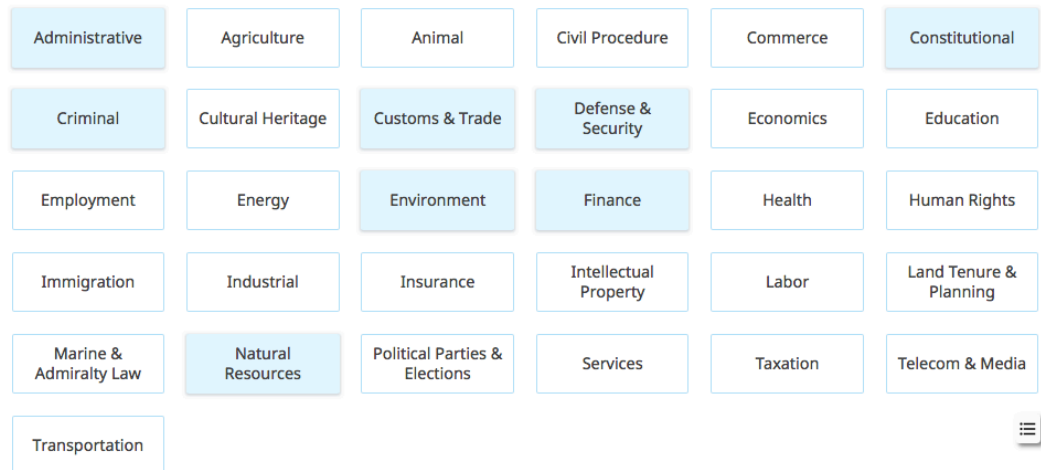 Administrative
Agriculture
Animal
Civil Procedure
Commerce
Constitutional
Criminal
Cultural Heritage
Customs & Trade
Defense &
Security
Economics
Education
Employment
Energy
Environment
Finance
Health
Human Rights
Immigration
Industrial
Insurance
Intellectual
Property
Labor
Land Tenure &
Planning
Marine &
Admiralty Law
Natural
Resources
Political Parties &
Elections
Services
Taxation
Telecom & Media
Transportation